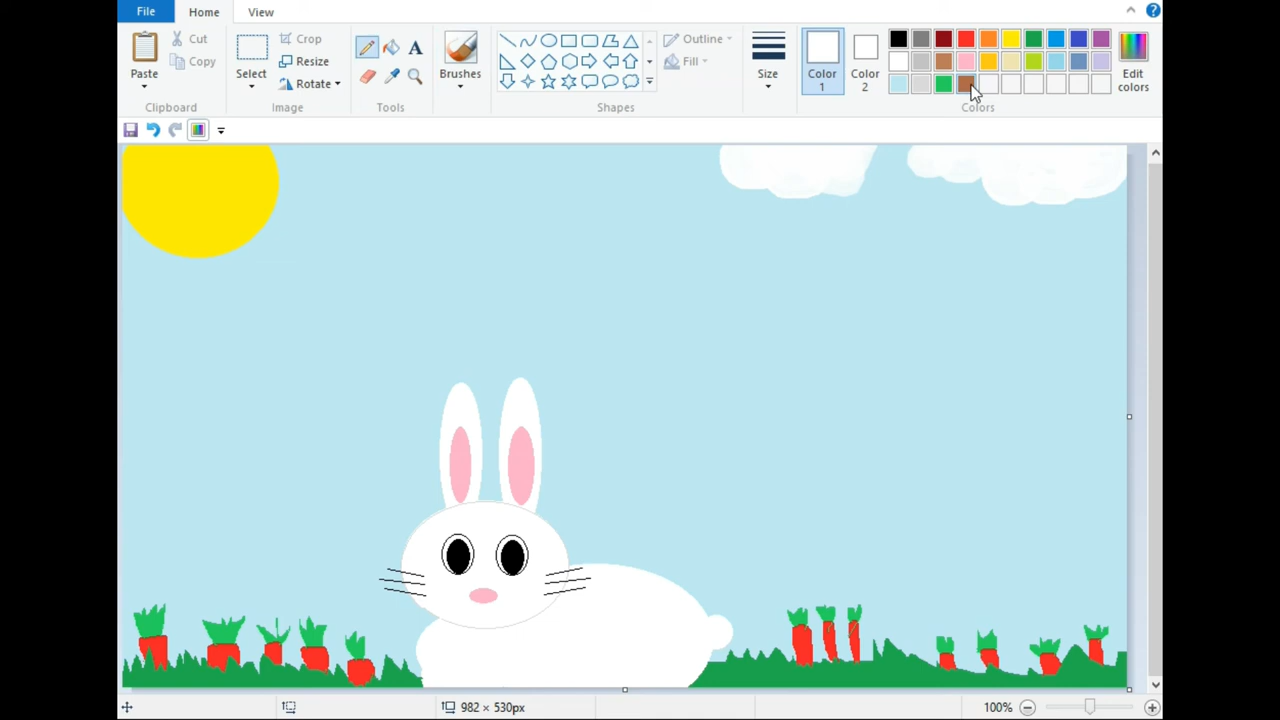 File Home View
Paste Cut Copy
Clipboard
Select Crop Resize Rotate
Image
A
Tools
Brushes
Outline
Fill
Shapes
Size
Color 1
Color 2
Edit colors
Colors
982 × 530px
100%